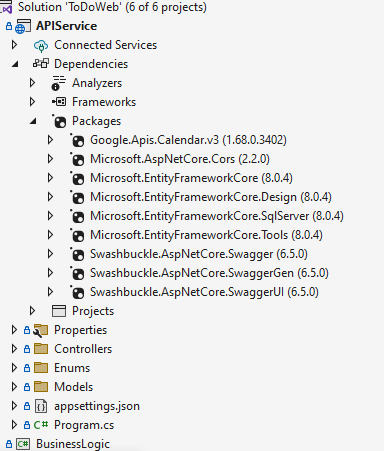 Solution 'ToDoWeb' (6 of 6 projects)
APIService
Connected Services
Dependencies
Analyzers
Frameworks
Packages
Google.Apis.Calendar.v3 (1.68.0.3402)
Microsoft.AspNetCore.Cors (2.2.0)
Microsoft.EntityFrameworkCore (8.0.4)
Microsoft.EntityFrameworkCore.Design (8.0.4)
Microsoft.EntityFrameworkCore.SqlServer (8.0.4)
Microsoft.EntityFrameworkCore.Tools (8.0.4)
Swashbuckle.AspNetCore.Swagger (6.5.0)
Swashbuckle.AspNetCore.SwaggerGen (6.5.0)
Swashbuckle.AspNetCore.SwaggerUI (6.5.0)
Projects
Properties
Controllers
Enums
Models
appsettings.json
C# Program.cs
C# BusinessLogic